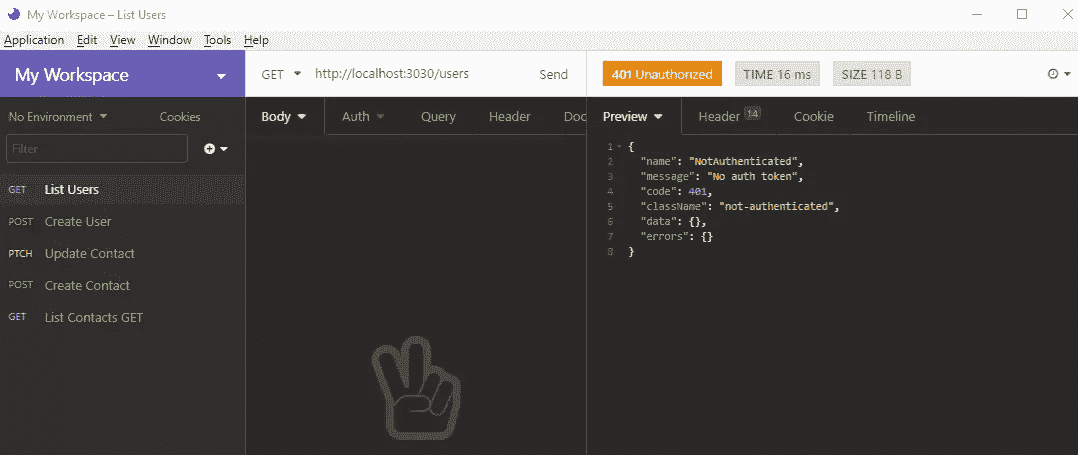 My Workspace – List Users
Application Edit View Window Tools Help
My Workspace
GET http://localhost:3030/users Send
401 Unauthorized TIME 16 ms SIZE 118 B
No Environment Cookies
Body Auth Query Header Doc
Preview Header 14 Cookie Timeline
Filter
GET List Users
POST Create User
PTCH Update Contact
POST Create Contact
GET List Contacts GET
1 {
2 "name": "NotAuthenticated",
3 "message": "No auth token",
4 "code": 401,
5 "className": "not-authenticated",
6 "data": {},
7 "errors": {}
8 }